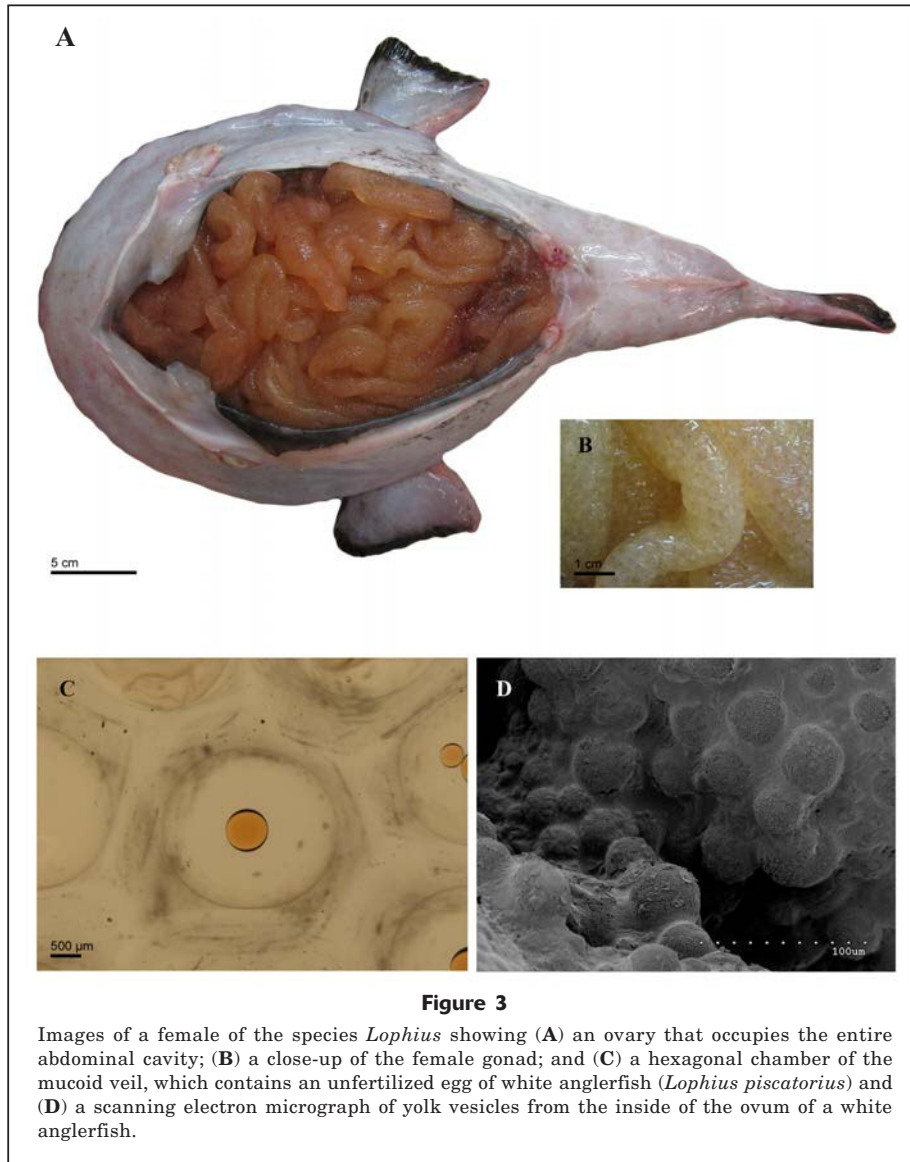 A
5 cm
B
1 cm
C
500 µm
D
100um
Figure 3
Images of a female of the species Lophius showing (A) an ovary that occupies the entire
abdominal cavity; (B) a close-up of the female gonad; and (C) a hexagonal chamber of the
mucoid veil, which contains an unfertilized egg of white anglerfish (Lophius piscatorius) and
(D) a scanning electron micrograph of yolk vesicles from the inside of the ovum of a white
anglerfish.